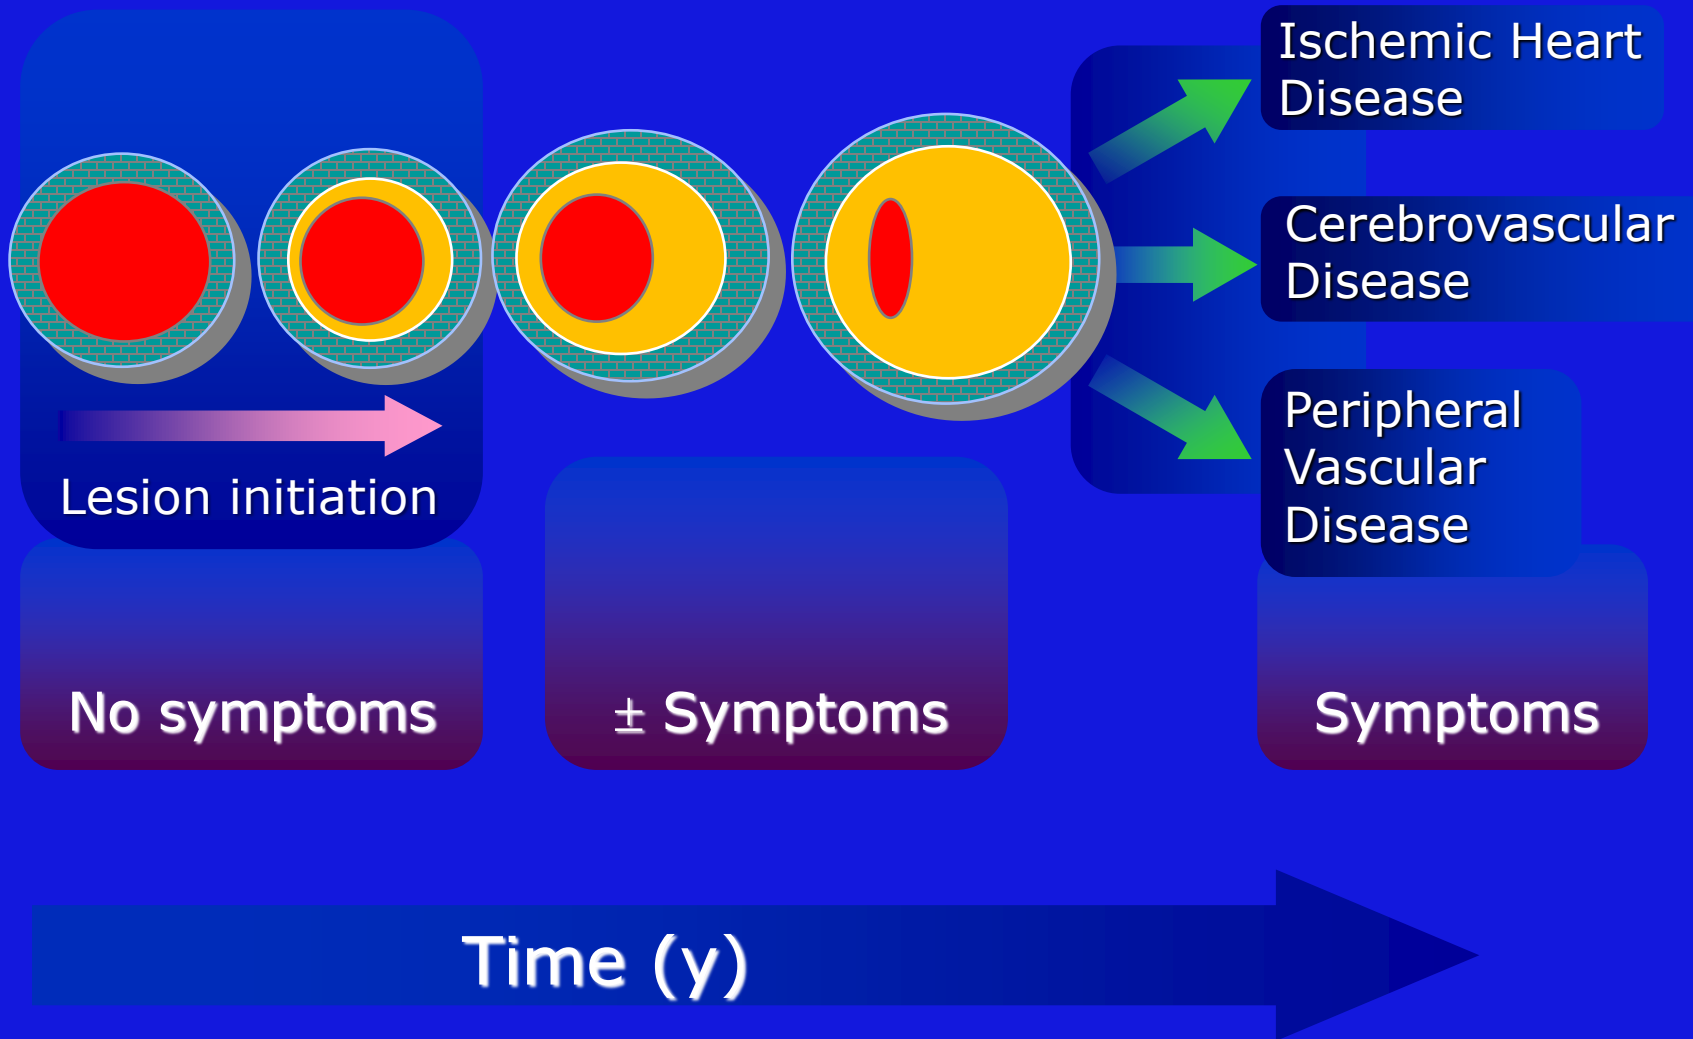 Ischemic Heart
Disease
Cerebrovascular
Disease
Peripheral
Vascular
Disease
Lesion initiation
No symptoms
± Symptoms
Symptoms
Time (y)